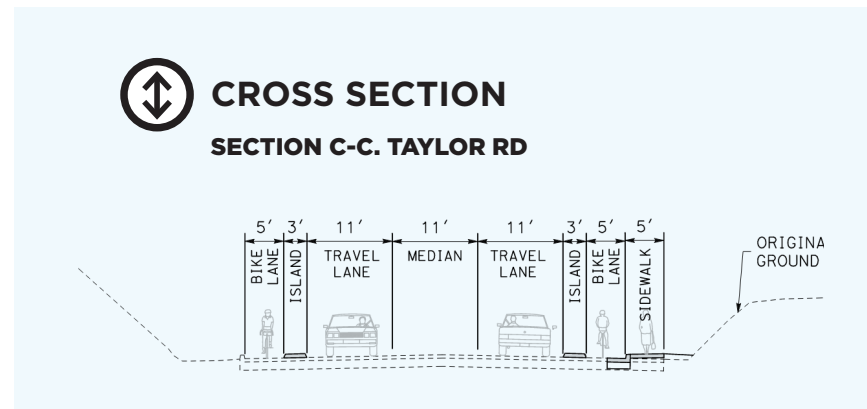 CROSS SECTION
SECTION C-C. TAYLOR RD
5' 3' 11' 11' 11' 3' 5' 5'
BIKE LANE
ISLAND
TRAVEL LANE
MEDIAN
TRAVEL LANE
ISLAND
BIKE LANE
SIDEWALK
ORIGINA
GROUND